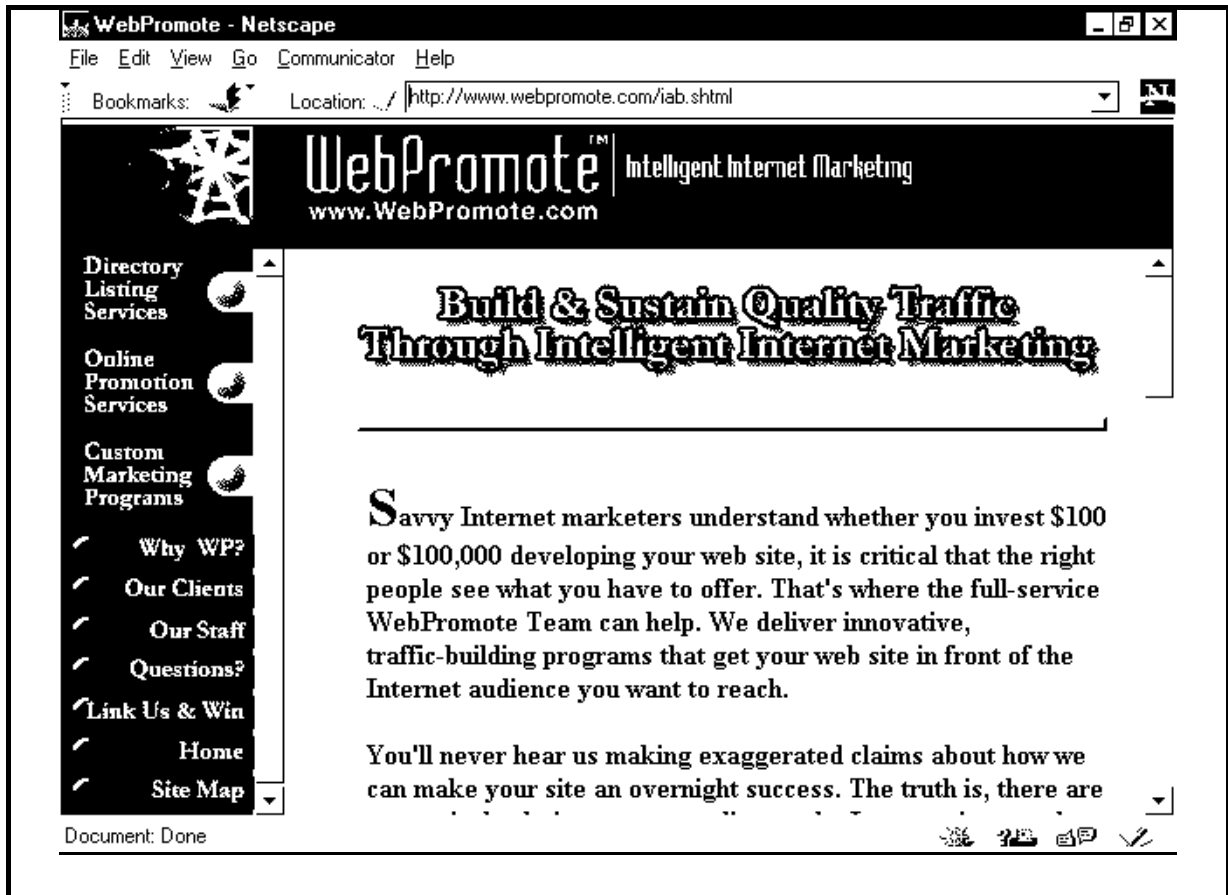 WebPromote - Netscape
File Edit View Go Communicator Help
Bookmarks: Location: http://www.webpromote.com/iab.shtml
N
WebPromote™ Intelligent Internet Marketing
www.WebPromote.com
Directory
Listing
Services
Online
Promotion
Services
Custom
Marketing
Programs
Why WP?
Our Clients
Our Staff
Questions?
Link Us & Win
Home
Site Map
Build & Sustain Quality Traffic
Through Intelligent Internet Marketing
Savvy Internet marketers understand whether you invest $100
or $100,000 developing your web site, it is critical that the right
people see what you have to offer. That's where the full-service
WebPromote Team can help. We deliver innovative,
traffic-building programs that get your web site in front of the
Internet audience you want to reach.
You'll never hear us making exaggerated claims about how we
can make your site an overnight success. The truth is, there are
Document: Done